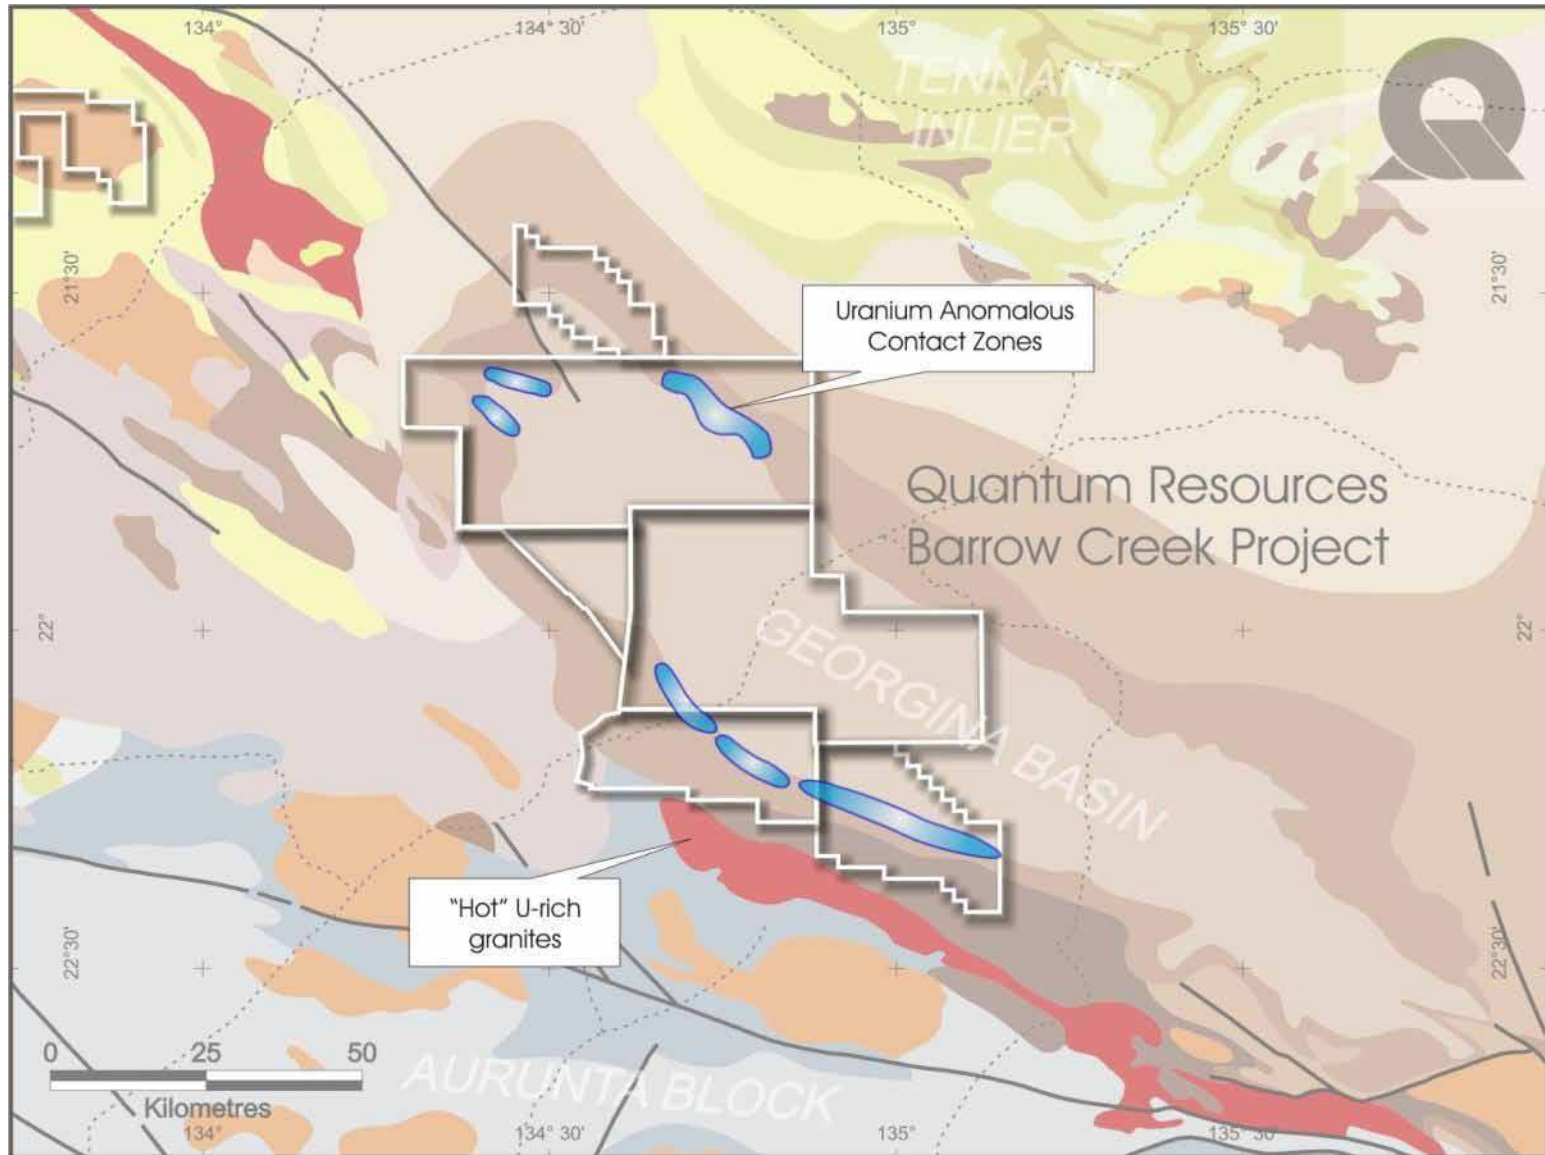 134° 134° 30' 135° 135° 30'
TENNANT
INLIER
21°30' 21°30'
Uranium Anomalous
Contact Zones
Quantum Resources
Barrow Creek Project
22° 22°
GEORGINA BASIN
"Hot" U-rich
granites
22°30' 22°30'
0 25 50
Kilometres
AURUNTA BLOCK
134° 134° 30' 135° 135° 30'